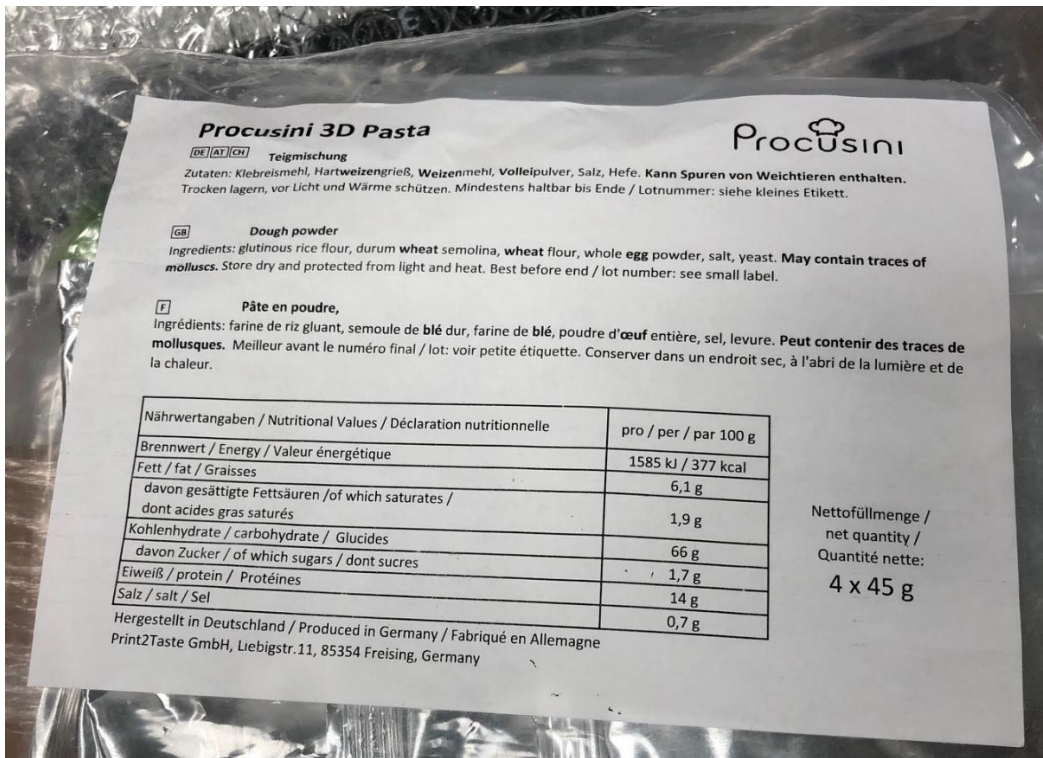 Procusini 3D Pasta
Procusini
DE AT CH Teigmischung
Zutaten: Klebreismehl, Hartweizengrieß, Weizenmehl, Volleipulver, Salz, Hefe. Kann Spuren von Weichtieren enthalten.
Trocken lagern, vor Licht und Wärme schützen. Mindestens haltbar bis Ende / Lotnummer: siehe kleines Etikett.
GB Dough powder
Ingredients: glutinous rice flour, durum wheat semolina, wheat flour, whole egg powder, salt, yeast. May contain traces of
molluscs. Store dry and protected from light and heat. Best before end / lot number: see small label.
F Pâte en poudre,
Ingrédients: farine de riz gluant, semoule de blé dur, farine de blé, poudre d'œuf entière, sel, levure. Peut contenir des traces de
mollusques. Meilleur avant le numéro final / lot: voir petite étiquette. Conserver dans un endroit sec, à l'abri de la lumière et de
la chaleur.
Nährwertangaben / Nutritional Values / Déclaration nutritionnelle pro / per / par 100 g
Brennwert / Energy / Valeur énergétique 1585 kJ / 377 kcal
Fett / fat / Graisses 6,1 g
davon gesättigte Fettsäuren /of which saturates /
dont acides gras saturés 1,9 g
Kohlenhydrate / carbohydrate / Glucides 66 g
davon Zucker / of which sugars / dont sucres 1,7 g
Eiweiß / protein / Protéines 14 g
Salz / salt / Sel 0,7 g
Nettofüllmenge /
net quantity /
Quantité nette:
4 x 45 g
Hergestellt in Deutschland / Produced in Germany / Fabriqué en Allemagne
Print2Taste GmbH, Liebigstr.11, 85354 Freising, Germany